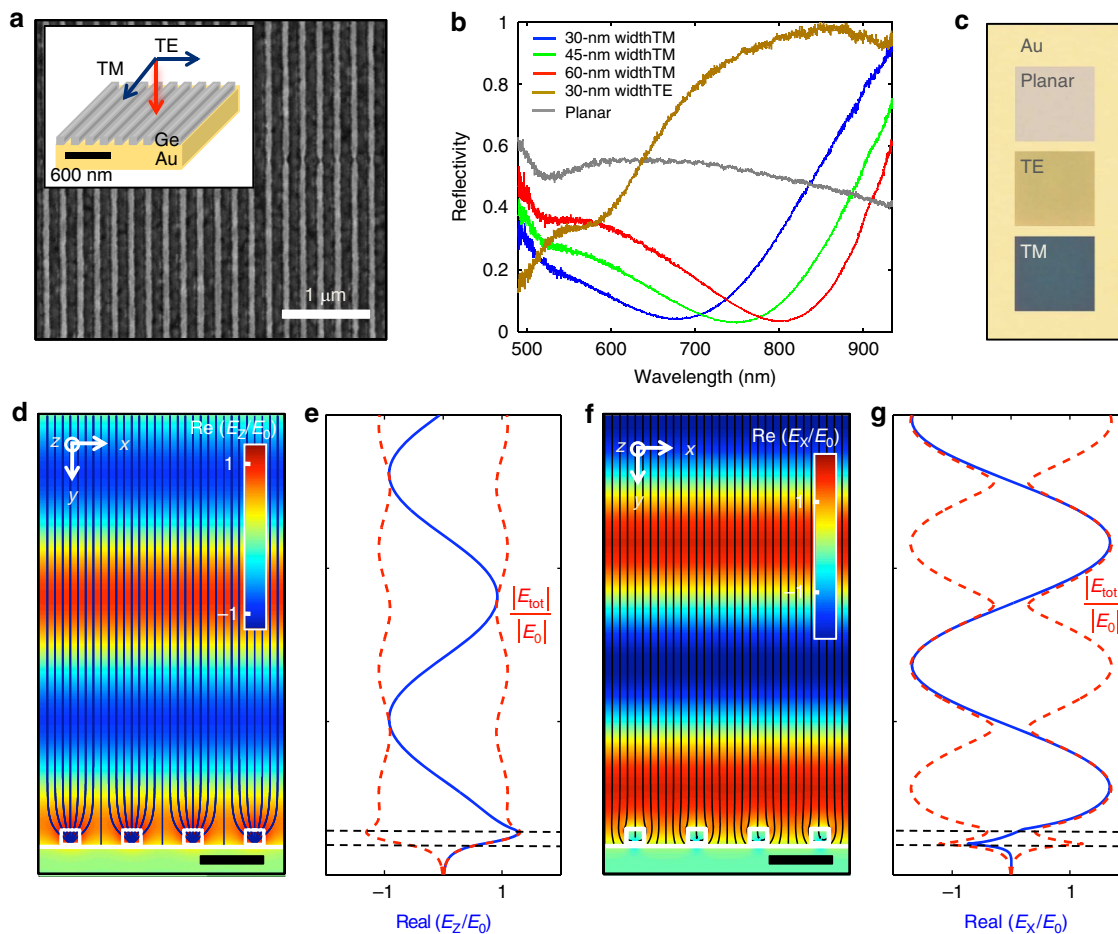 a
TE
TM
Ge
Au
600 nm
1 μm
b
30-nm widthTM
45-nm widthTM
60-nm widthTM
30-nm widthTE
Planar
1
0.8
0.6
0.4
0.2
0
Reflectivity
500 600 700 800 900
Wavelength (nm)
c
Au
Planar
TE
TM
d
z x
y
Re (EZ/E0)
1
−1
e
|Etot|
|E0|
−1 1
Real (EZ/E0)
f
z x
y
Re (EX/E0)
1
−1
g
|Etot|
|E0|
−1 0 1
Real (EX/E0)